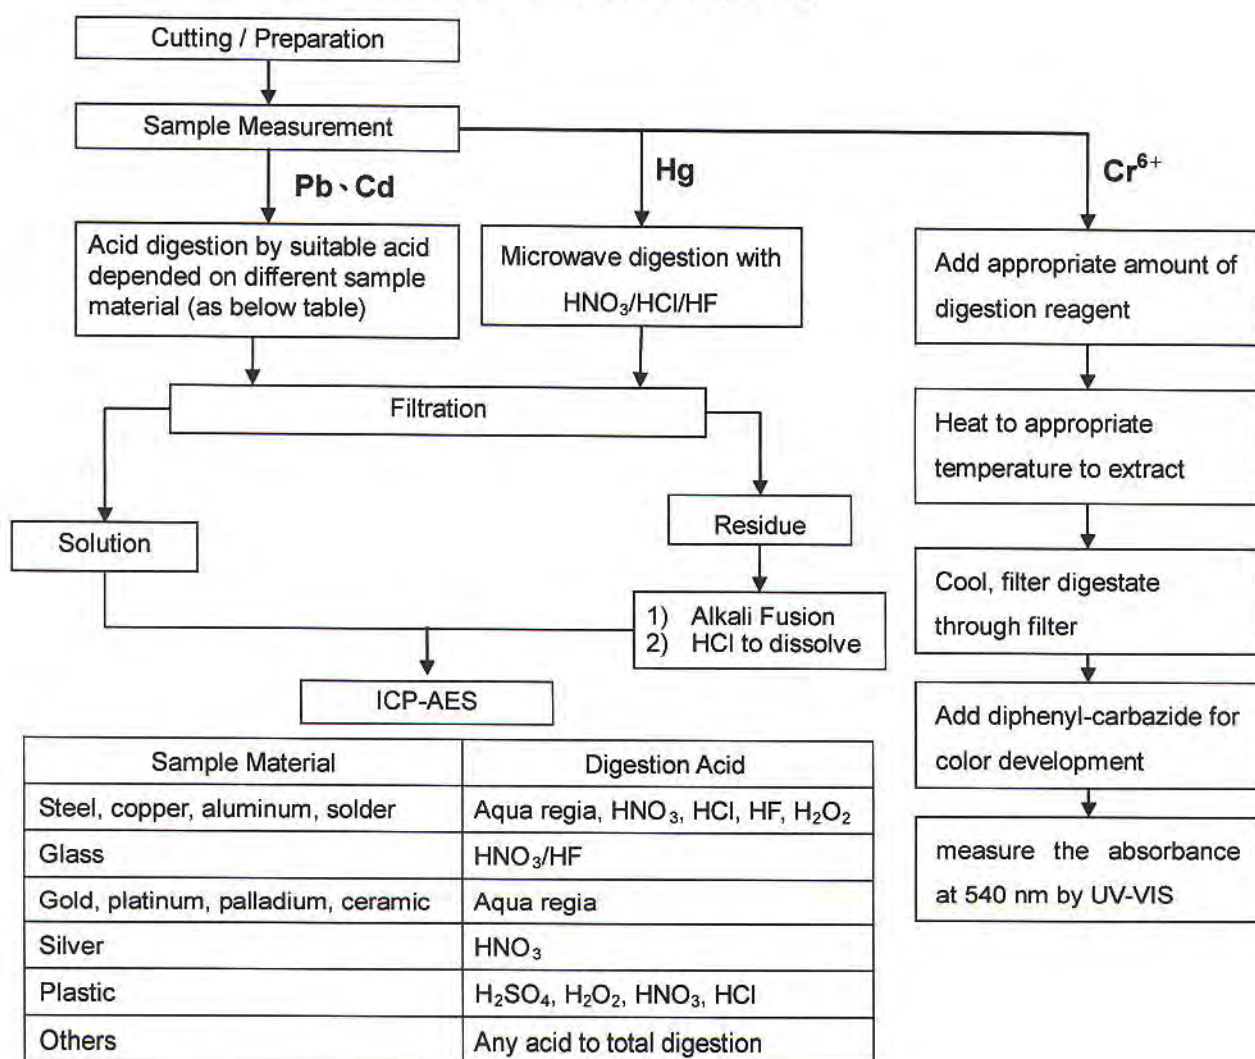 Cutting / Preparation
Sample Measurement
Pb、Cd
Hg
Cr⁶⁺
Acid digestion by suitable acid
depended on different sample
material (as below table)
Microwave digestion with
HNO₃/HCl/HF
Add appropriate amount of
digestion reagent
Filtration
Heat to appropriate
temperature to extract
Solution
Residue
Cool, filter digestate
through filter
1) Alkali Fusion
2) HCl to dissolve
ICP-AES
Add diphenyl-carbazide for
color development
measure the absorbance
at 540 nm by UV-VIS
Sample Material
Digestion Acid
Steel, copper, aluminum, solder
Aqua regia, HNO₃, HCl, HF, H₂O₂
Glass
HNO₃/HF
Gold, platinum, palladium, ceramic
Aqua regia
Silver
HNO₃
Plastic
H₂SO₄, H₂O₂, HNO₃, HCl
Others
Any acid to total digestion